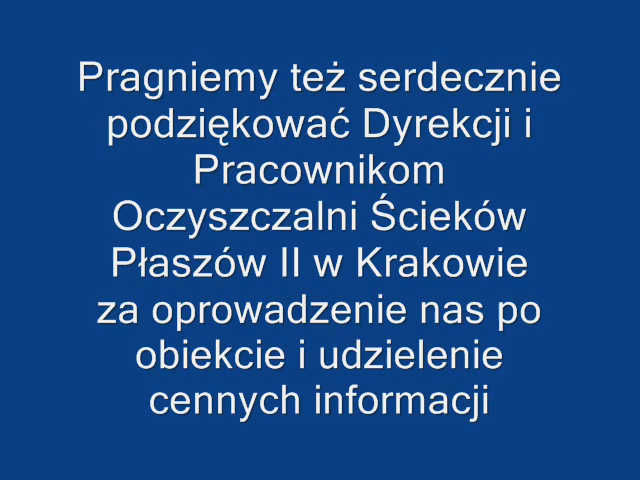 Pragniemy też serdecznie
podziękować Dyrekcji i
Pracownikom
Oczyszczalni Ścieków
Płaszów II w Krakowie
za oprowadzenie nas po
obiekcie i udzielenie
cennych informacji